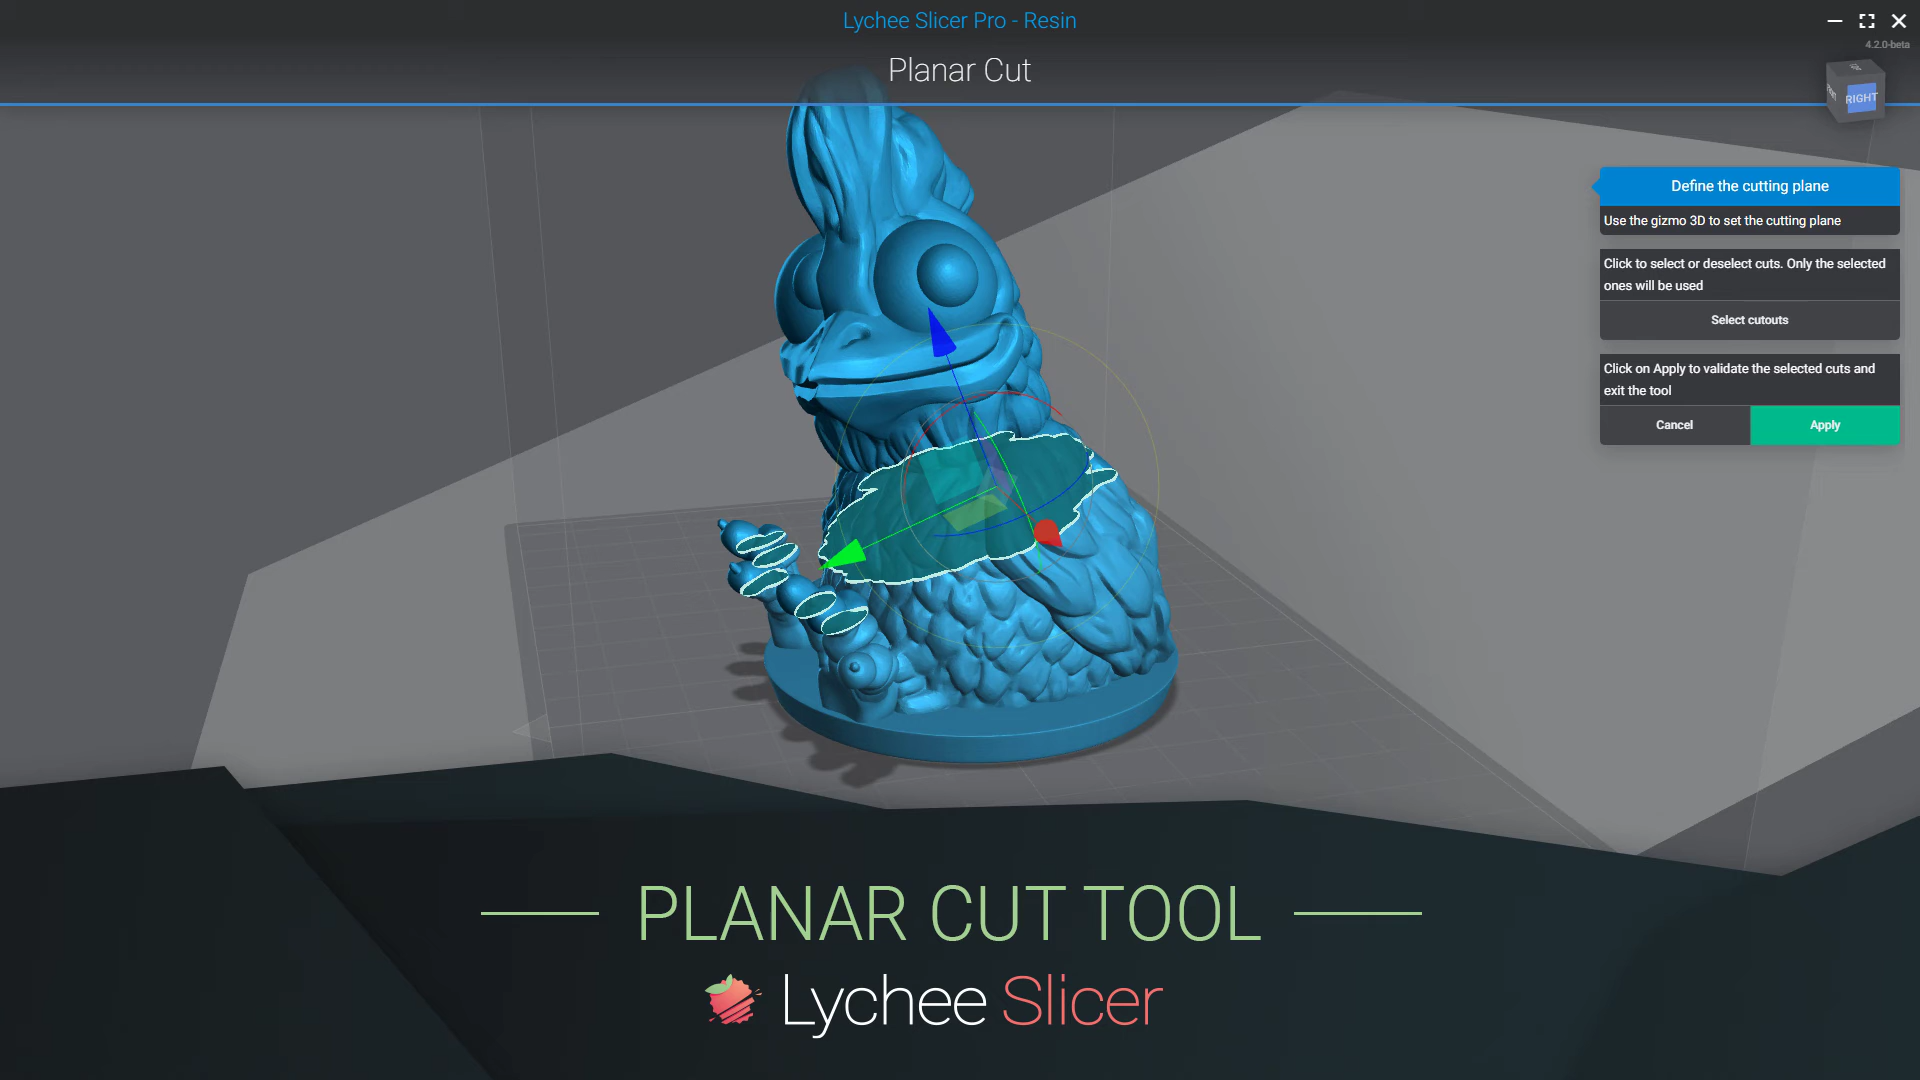 Lychee Slicer Pro - Resin
Planar Cut
4.2.0-beta
RIGHT
Define the cutting plane
Use the gizmo 3D to set the cutting plane
Click to select or deselect cuts. Only the selected
ones will be used
Select cutouts
Click on Apply to validate the selected cuts and
exit the tool
Cancel
Apply
PLANAR CUT TOOL
Lychee Slicer